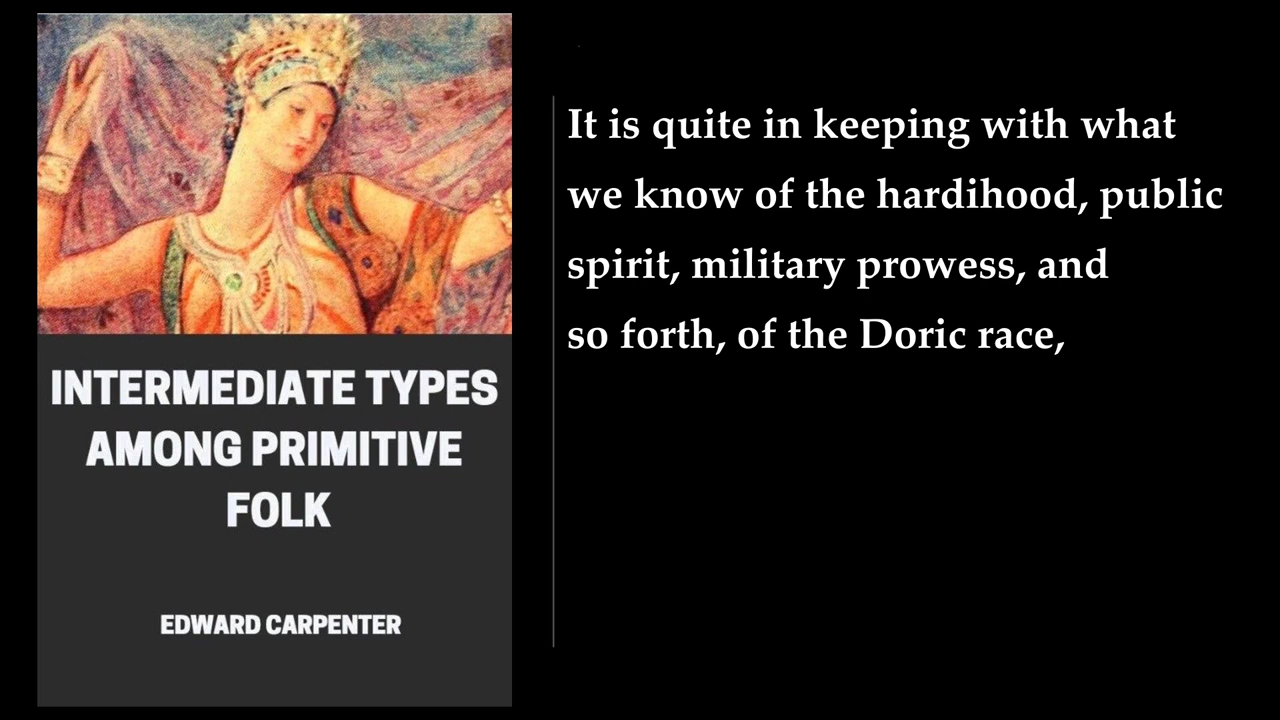 INTERMEDIATE TYPES
AMONG PRIMITIVE
FOLK
EDWARD CARPENTER
It is quite in keeping with what
we know of the hardihood, public
spirit, military prowess, and
so forth, of the Doric race,